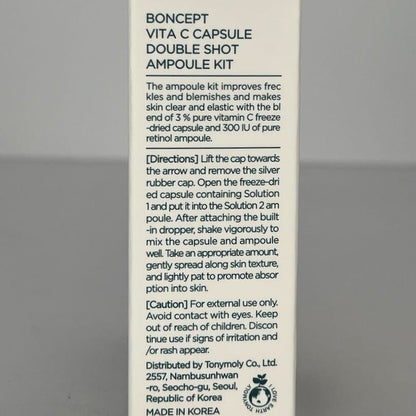 BONCEPT
VITA C CAPSULE
DOUBLE SHOT
AMPOULE KIT
The ampoule kit improves frec
kles and blemishes and makes
skin clear and elastic with the bl
end of 3 % pure vitamin C freeze
-dried capsule and 300 IU of pure
retinol ampoule.
[Directions] Lift the cap towards
the arrow and remove the silver
rubber cap. Open the freeze-dri
ed capsule containing Solution
1 and put it into the Solution 2 am
poule. After attaching the built
-in dropper, shake vigorously to
mix the capsule and ampoule
well. Take an appropriate amount,
gently spread along skin texture,
and lightly pat to promote absor
ption into skin.
[Caution] For external use only.
Avoid contact with eyes. Keep
out of reach of children. Discon
tinue use if signs of irritation and
/or rash appear.
Distributed by Tonymoly Co., Ltd.
2557, Nambusunhwan
-ro, Seocho-gu, Seoul,
Republic of Korea
MADE IN KOREA
I LOVE EARTH TONYMOLY